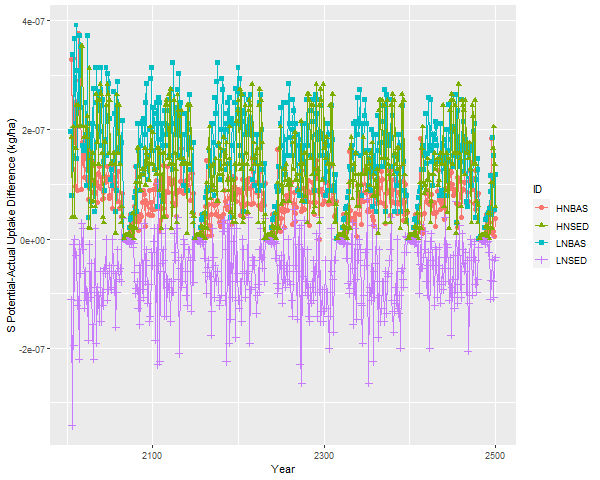 S Potential-Actual Uptake Difference (kg/ha)
4e-07
2e-07
0e+00
-2e-07
2100
2300
2500
Year
ID
HNBAS
HNSED
LNBAS
LNSED